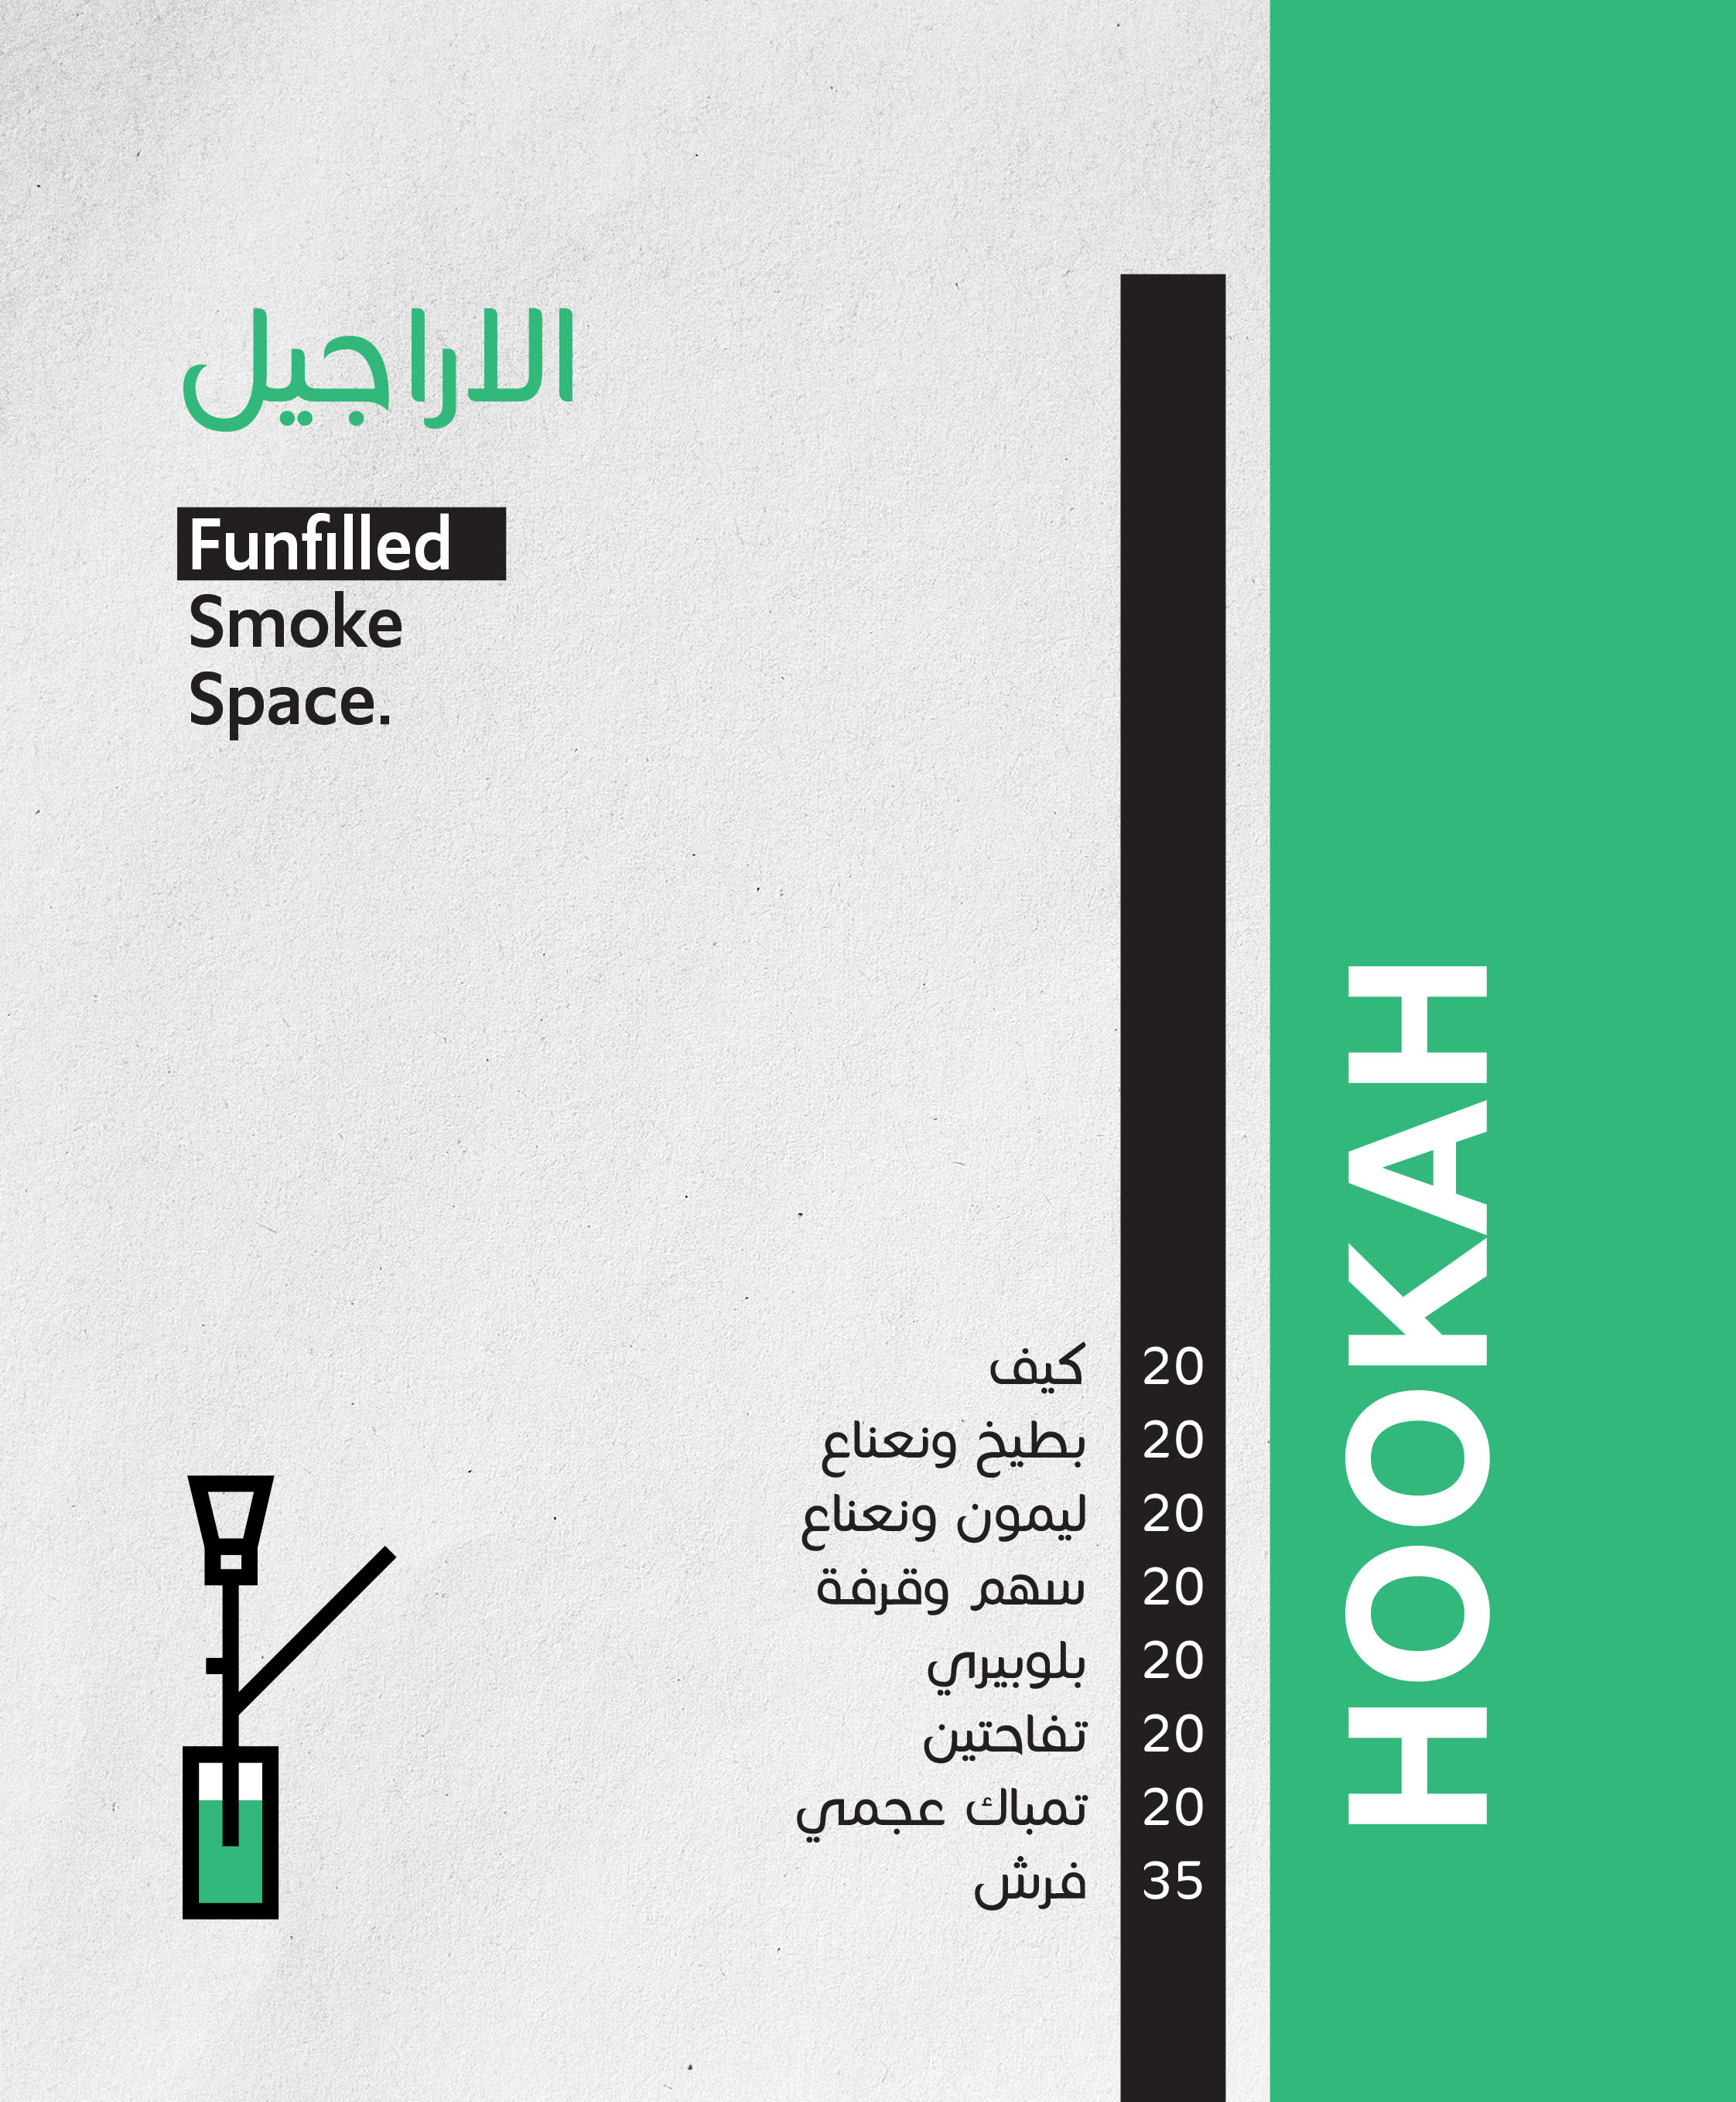 الاراجيل
Funfilled
Smoke
Space.
كيف 20
بطيخ ونعناع 20
ليمون ونعناع 20
سهم وقرفة 20
بلوبيري 20
تفاحتين 20
تمباك عجمي 20
فرش 35
HOOKAH